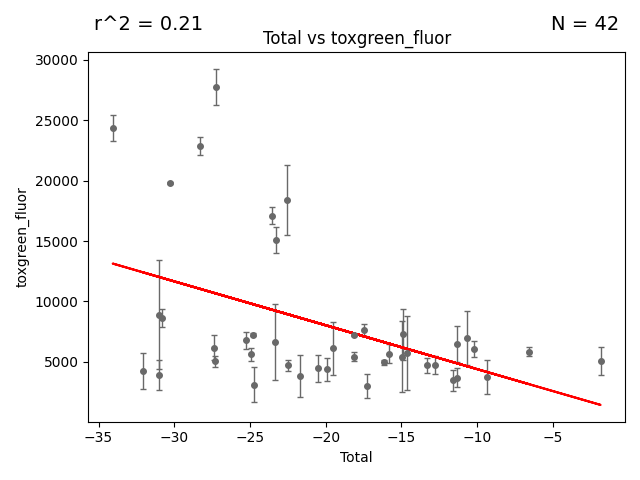 r^2 = 0.21
N = 42
Total vs toxgreen_fluor
30000
25000
20000
15000
10000
5000
toxgreen_fluor
−35
−30
−25
−20
−15
−10
−5
Total